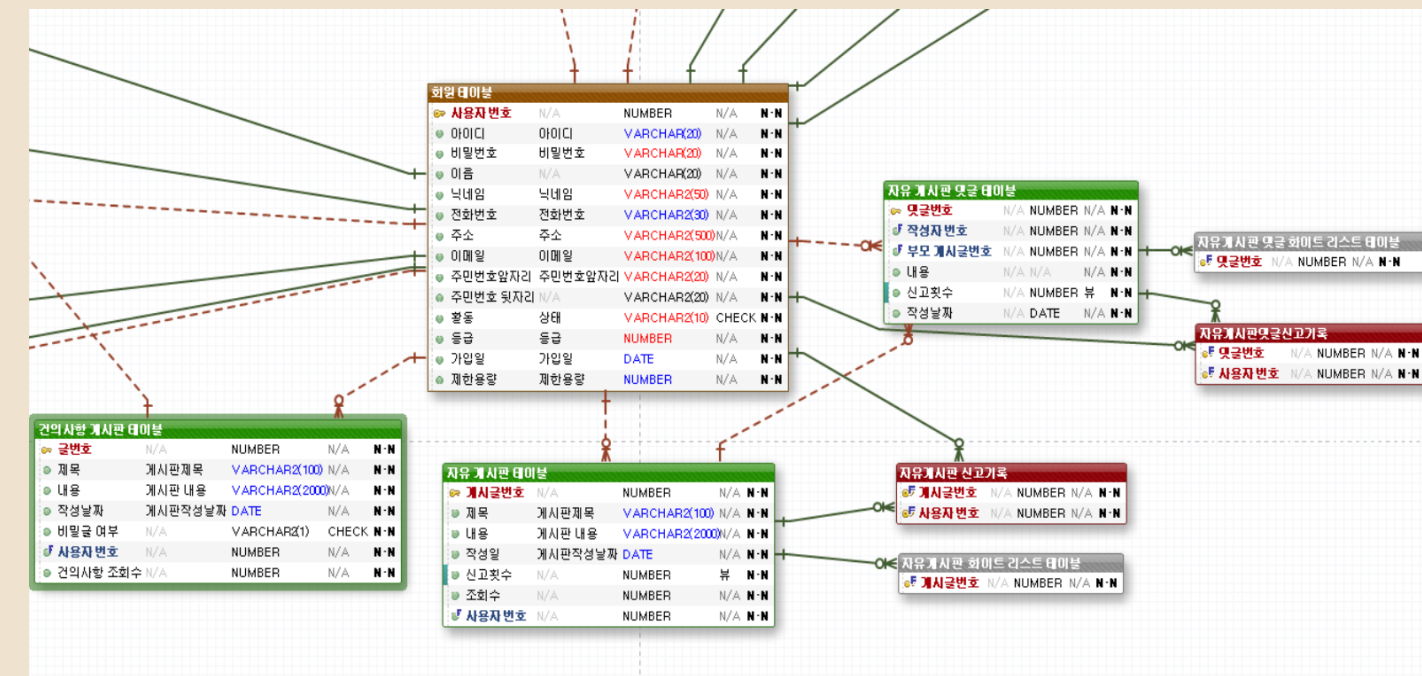 회원 테이블
사용자 번호 N/A NUMBER N/A N-N
아이디 아이디 VARCHAR(20) N/A N-N
비밀번호 비밀번호 VARCHAR(20) N/A N-N
이름 N/A VARCHAR(20) N/A N-N
닉네임 닉네임 VARCHAR2(50) N/A N-N
전화번호 전화번호 VARCHAR2(30) N/A N-N
주소 주소 VARCHAR2(500) N/A N-N
이메일 이메일 VARCHAR2(100) N/A N-N
주민번호앞자리 주민번호앞자리 VARCHAR2(20) N/A N-N
주민번호 뒷자리 N/A VARCHAR2(20) N/A N-N
활동 상태 VARCHAR2(10) CHECK N-N
등급 등급 NUMBER N/A N-N
가입일 가입일 DATE N/A N-N
제한용량 제한용량 NUMBER N/A N-N
자유 게시판 댓글 테이블
댓글번호 N/A NUMBER N/A N-N
작성자 번호 N/A NUMBER N/A N-N
부모 게시글번호 N/A NUMBER N/A N-N
내용 N/A N/A N/A N-N
신고횟수 N/A NUMBER 뷰 N-N
작성날짜 N/A DATE N/A N-N
자유게시판 댓글 화이트 리스트 테이블
댓글번호 N/A NUMBER N/A N-N
자유게시판댓글신고기록
댓글번호 N/A NUMBER N/A N-N
사용자 번호 N/A NUMBER N/A N-N
건의사항 게시판 테이블
글번호 N/A NUMBER N/A N-N
제목 게시판제목 VARCHAR2(100) N/A N-N
내용 게시판 내용 VARCHAR2(2000) N/A N-N
작성날짜 게시판작성날짜 DATE N/A N-N
비밀글 여부 N/A VARCHAR2(1) CHECK N-N
사용자 번호 N/A NUMBER N/A N-N
건의사항 조회수 N/A NUMBER N/A N-N
자유 게시판 테이블
게시글번호 N/A NUMBER N/A N-N
제목 게시판제목 VARCHAR2(100) N/A N-N
내용 게시판 내용 VARCHAR2(2000) N/A N-N
작성일 게시판작성날짜 DATE N/A N-N
신고횟수 N/A NUMBER 뷰 N-N
조회수 N/A NUMBER N/A N-N
사용자 번호 N/A NUMBER N/A N-N
자유게시판 신고기록
게시글번호 N/A NUMBER N/A N-N
사용자 번호 N/A NUMBER N/A N-N
자유게시판 화이트 리스트 테이블
게시글번호 N/A NUMBER N/A N-N